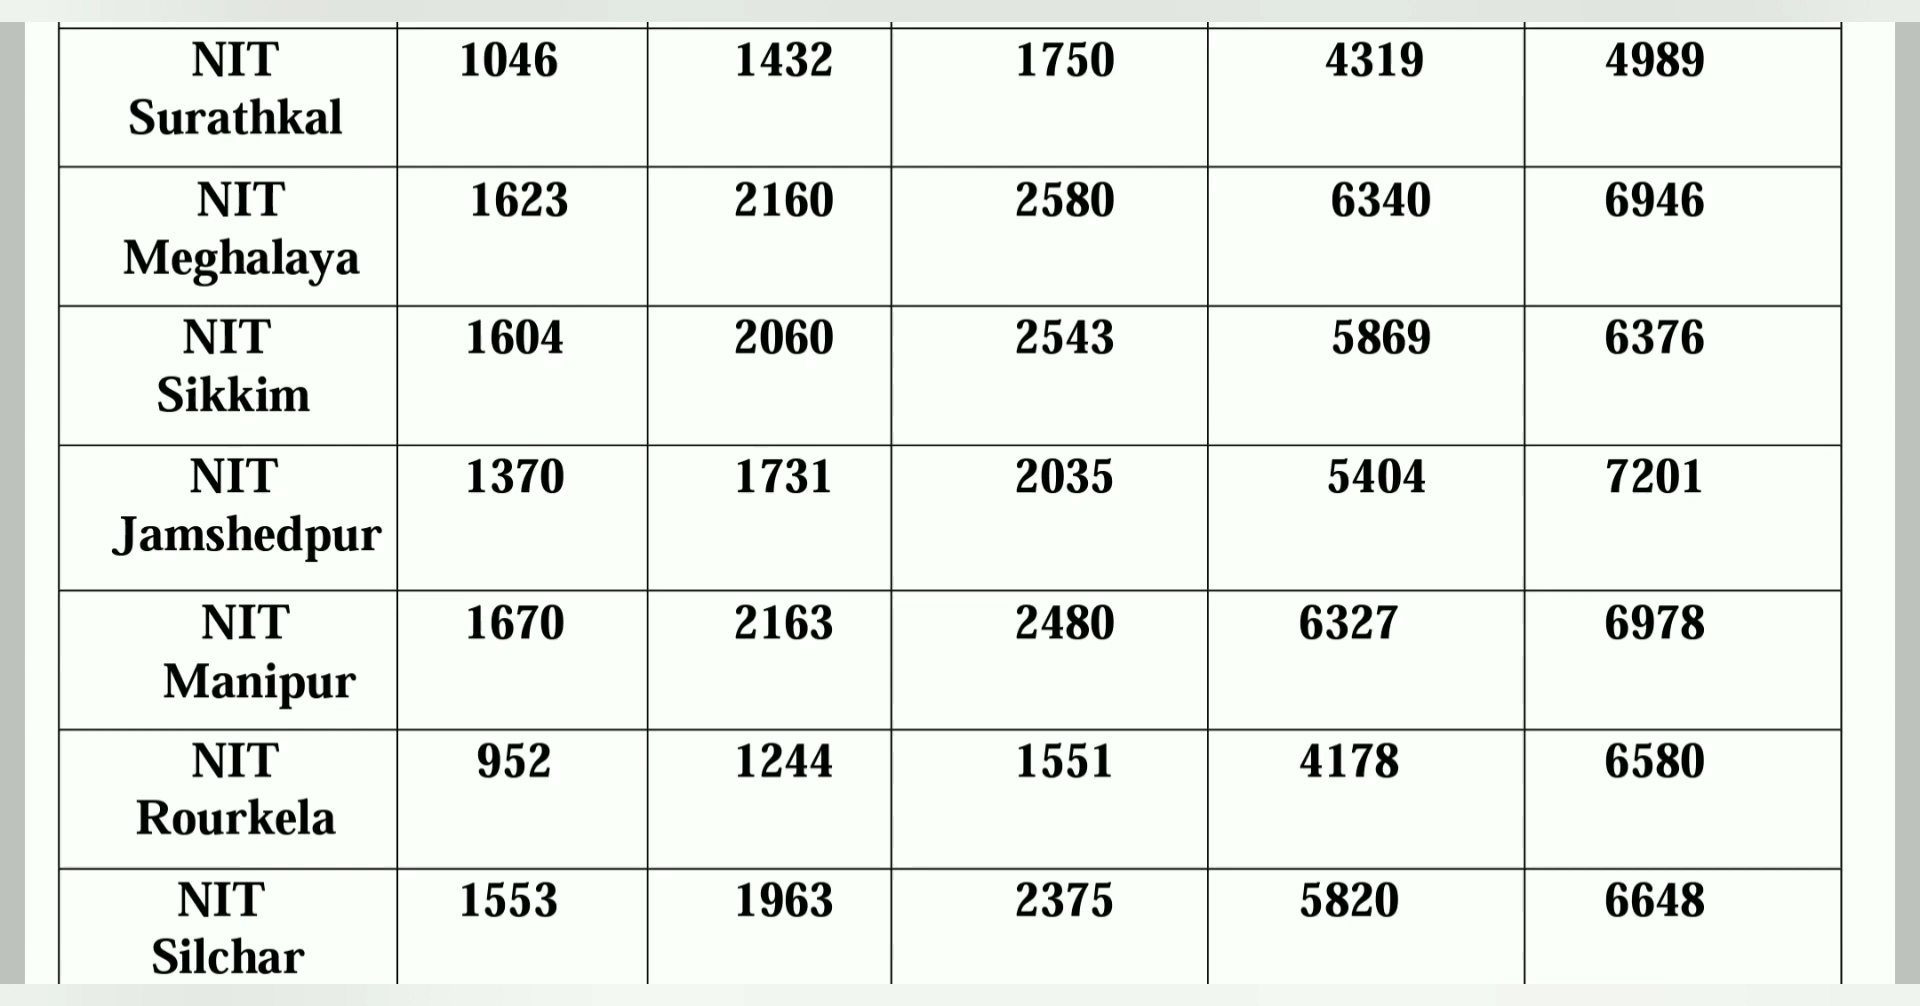 NIT 1046 1432 1750 4319 4989
Surathkal
NIT 1623 2160 2580 6340 6946
Meghalaya
NIT 1604 2060 2543 5869 6376
Sikkim
NIT 1370 1731 2035 5404 7201
Jamshedpur
NIT 1670 2163 2480 6327 6978
Manipur
NIT 952 1244 1551 4178 6580
Rourkela
NIT 1553 1963 2375 5820 6648
Silchar